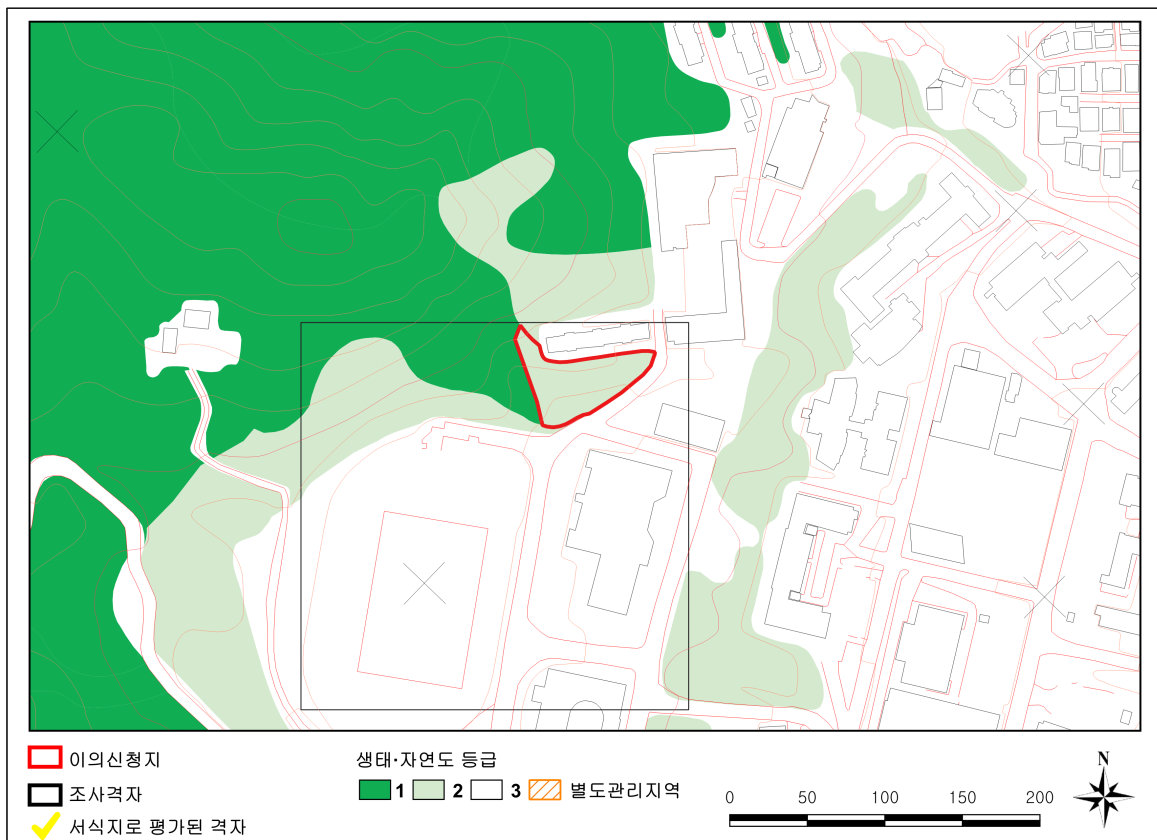 이의신청지
조사격자
서식지로 평가된 격자
생태·자연도 등급
1 2 3 별도관리지역
0 50 100 150 200
N